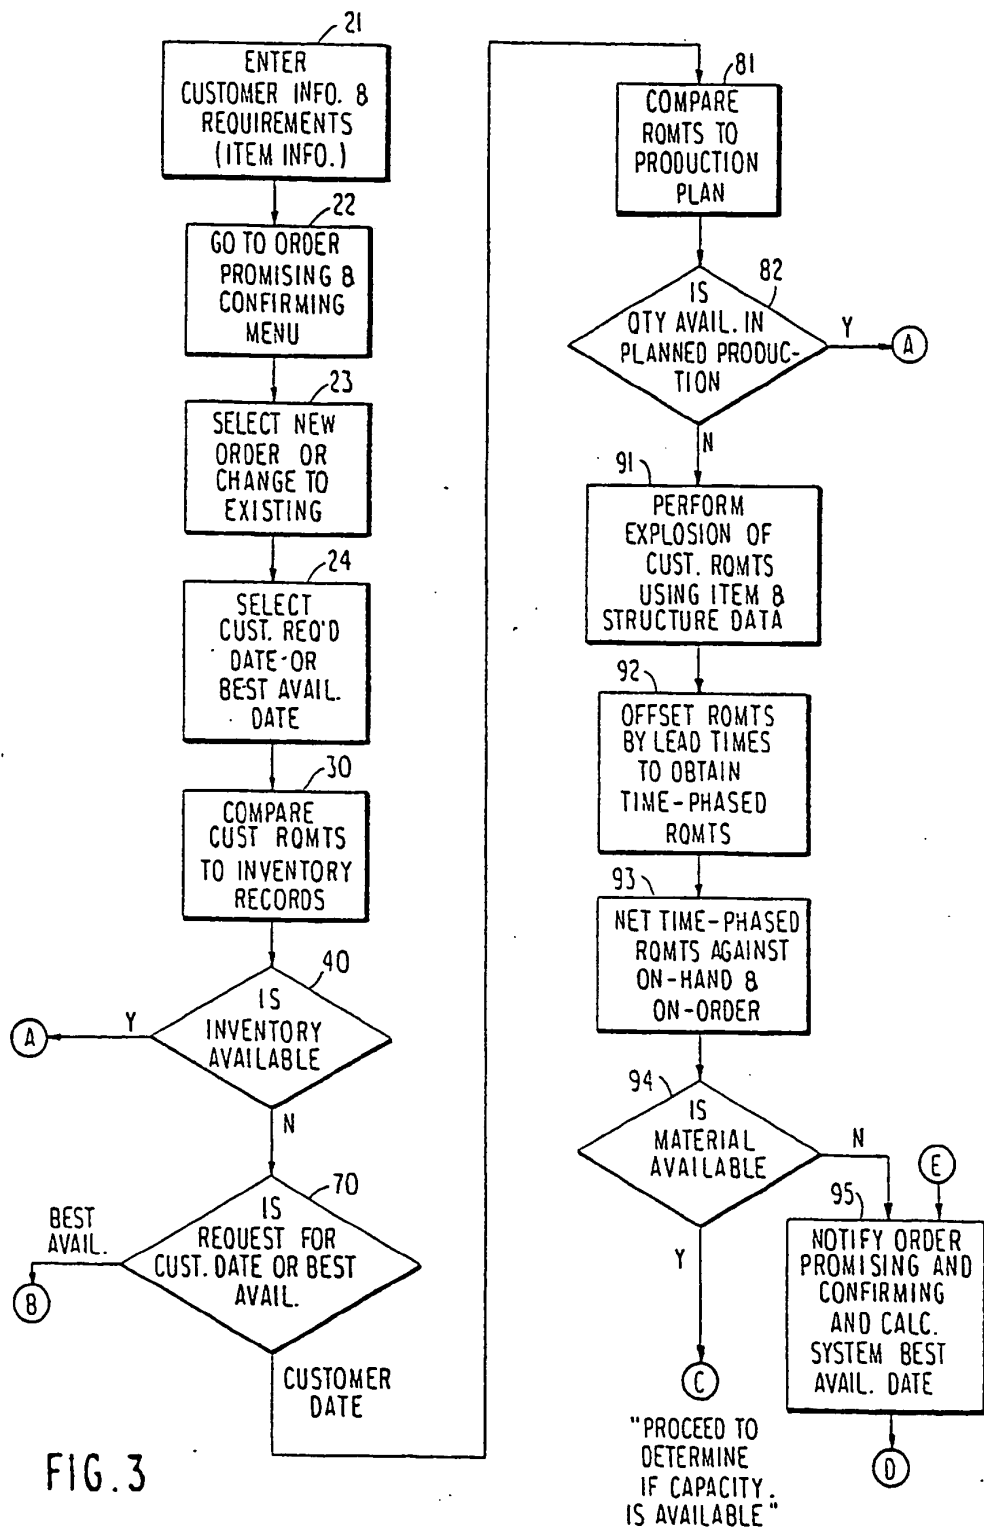 21
ENTER
CUSTOMER INFO. &
REQUIREMENTS
(ITEM INFO.)
22
GO TO ORDER
PROMISING &
CONFIRMING
MENU
23
SELECT NEW
ORDER OR
CHANGE TO
EXISTING
24
SELECT
CUST. REQ'D
DATE OR
BEST AVAIL.
DATE
30
COMPARE
CUST RQMTS
TO INVENTORY
RECORDS
40
IS
INVENTORY
AVAILABLE
Y
A
N
70
IS
REQUEST FOR
CUST. DATE OR BEST
AVAIL.
BEST
AVAIL.
B
CUSTOMER
DATE
81
COMPARE
RQMTS TO
PRODUCTION
PLAN
82
IS
QTY AVAIL. IN
PLANNED PRODUC-
TION
Y
A
N
91
PERFORM
EXPLOSION OF
CUST. RQMTS
USING ITEM &
STRUCTURE DATA
92
OFFSET RQMTS
BY LEAD TIMES
TO OBTAIN
TIME-PHASED
RQMTS
93
NET TIME-PHASED
RQMTS AGAINST
ON-HAND &
ON-ORDER
94
IS
MATERIAL
AVAILABLE
N
E
Y
95
NOTIFY ORDER
PROMISING AND
CONFIRMING
AND CALC.
SYSTEM BEST
AVAIL. DATE
C
D
"PROCEED TO
DETERMINE
IF CAPACITY
IS AVAILABLE"
FIG.3